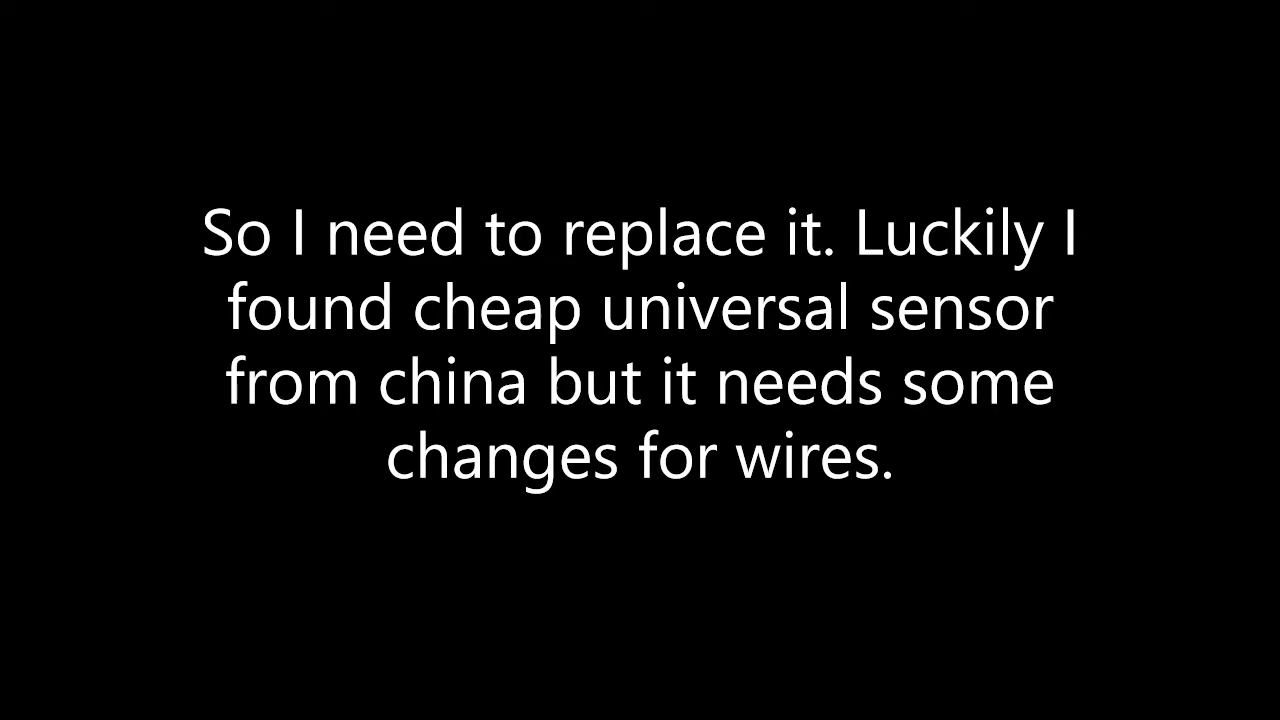 So I need to replace it. Luckily I
found cheap universal sensor
from china but it needs some
changes for wires.